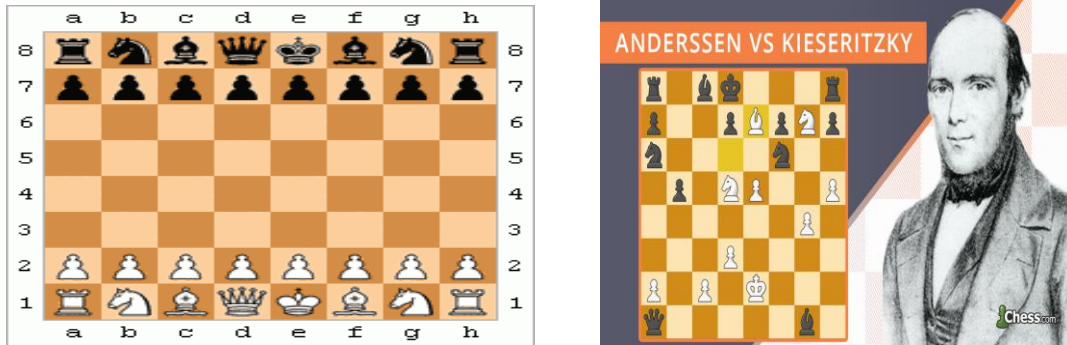 a b c d e f g h
8 8
7 7
6 6
5 5
4 4
3 3
2 2
1 1
a b c d e f g h
ANDERSSEN VS KIESERITZKY
Chess.com